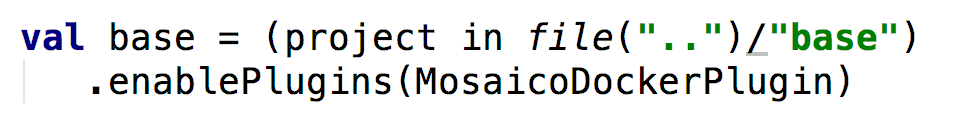 val base = (project in file("..")/"base")
.enablePlugins(MosaicoDockerPlugin)